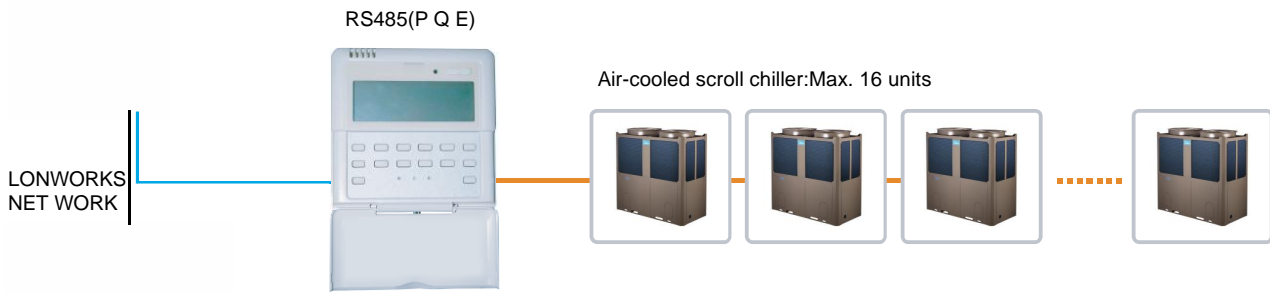 RS485(P Q E)
Air-cooled scroll chiller:Max. 16 units
LONWORKS
NET WORK